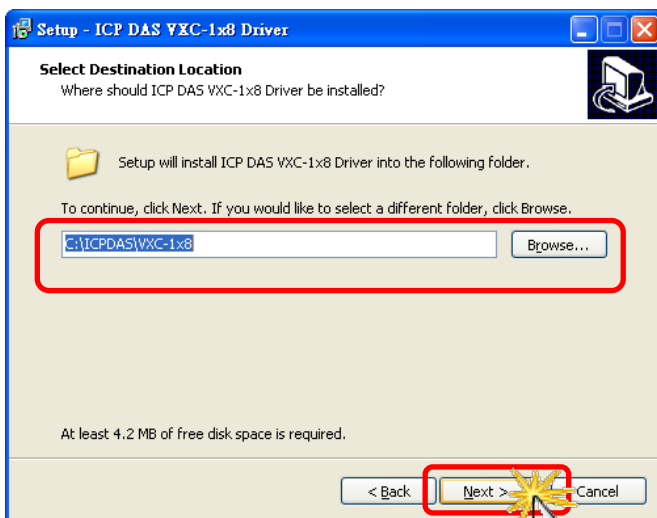 Setup - ICP DAS VXC-1x8 Driver
Select Destination Location
Where should ICP DAS VXC-1x8 Driver be installed?
Setup will install ICP DAS VXC-1x8 Driver into the following folder.
To continue, click Next. If you would like to select a different folder, click Browse.
C:\ICPDAS\VXC-1x8 Browse...
At least 4.2 MB of free disk space is required.
< Back Next > Cancel